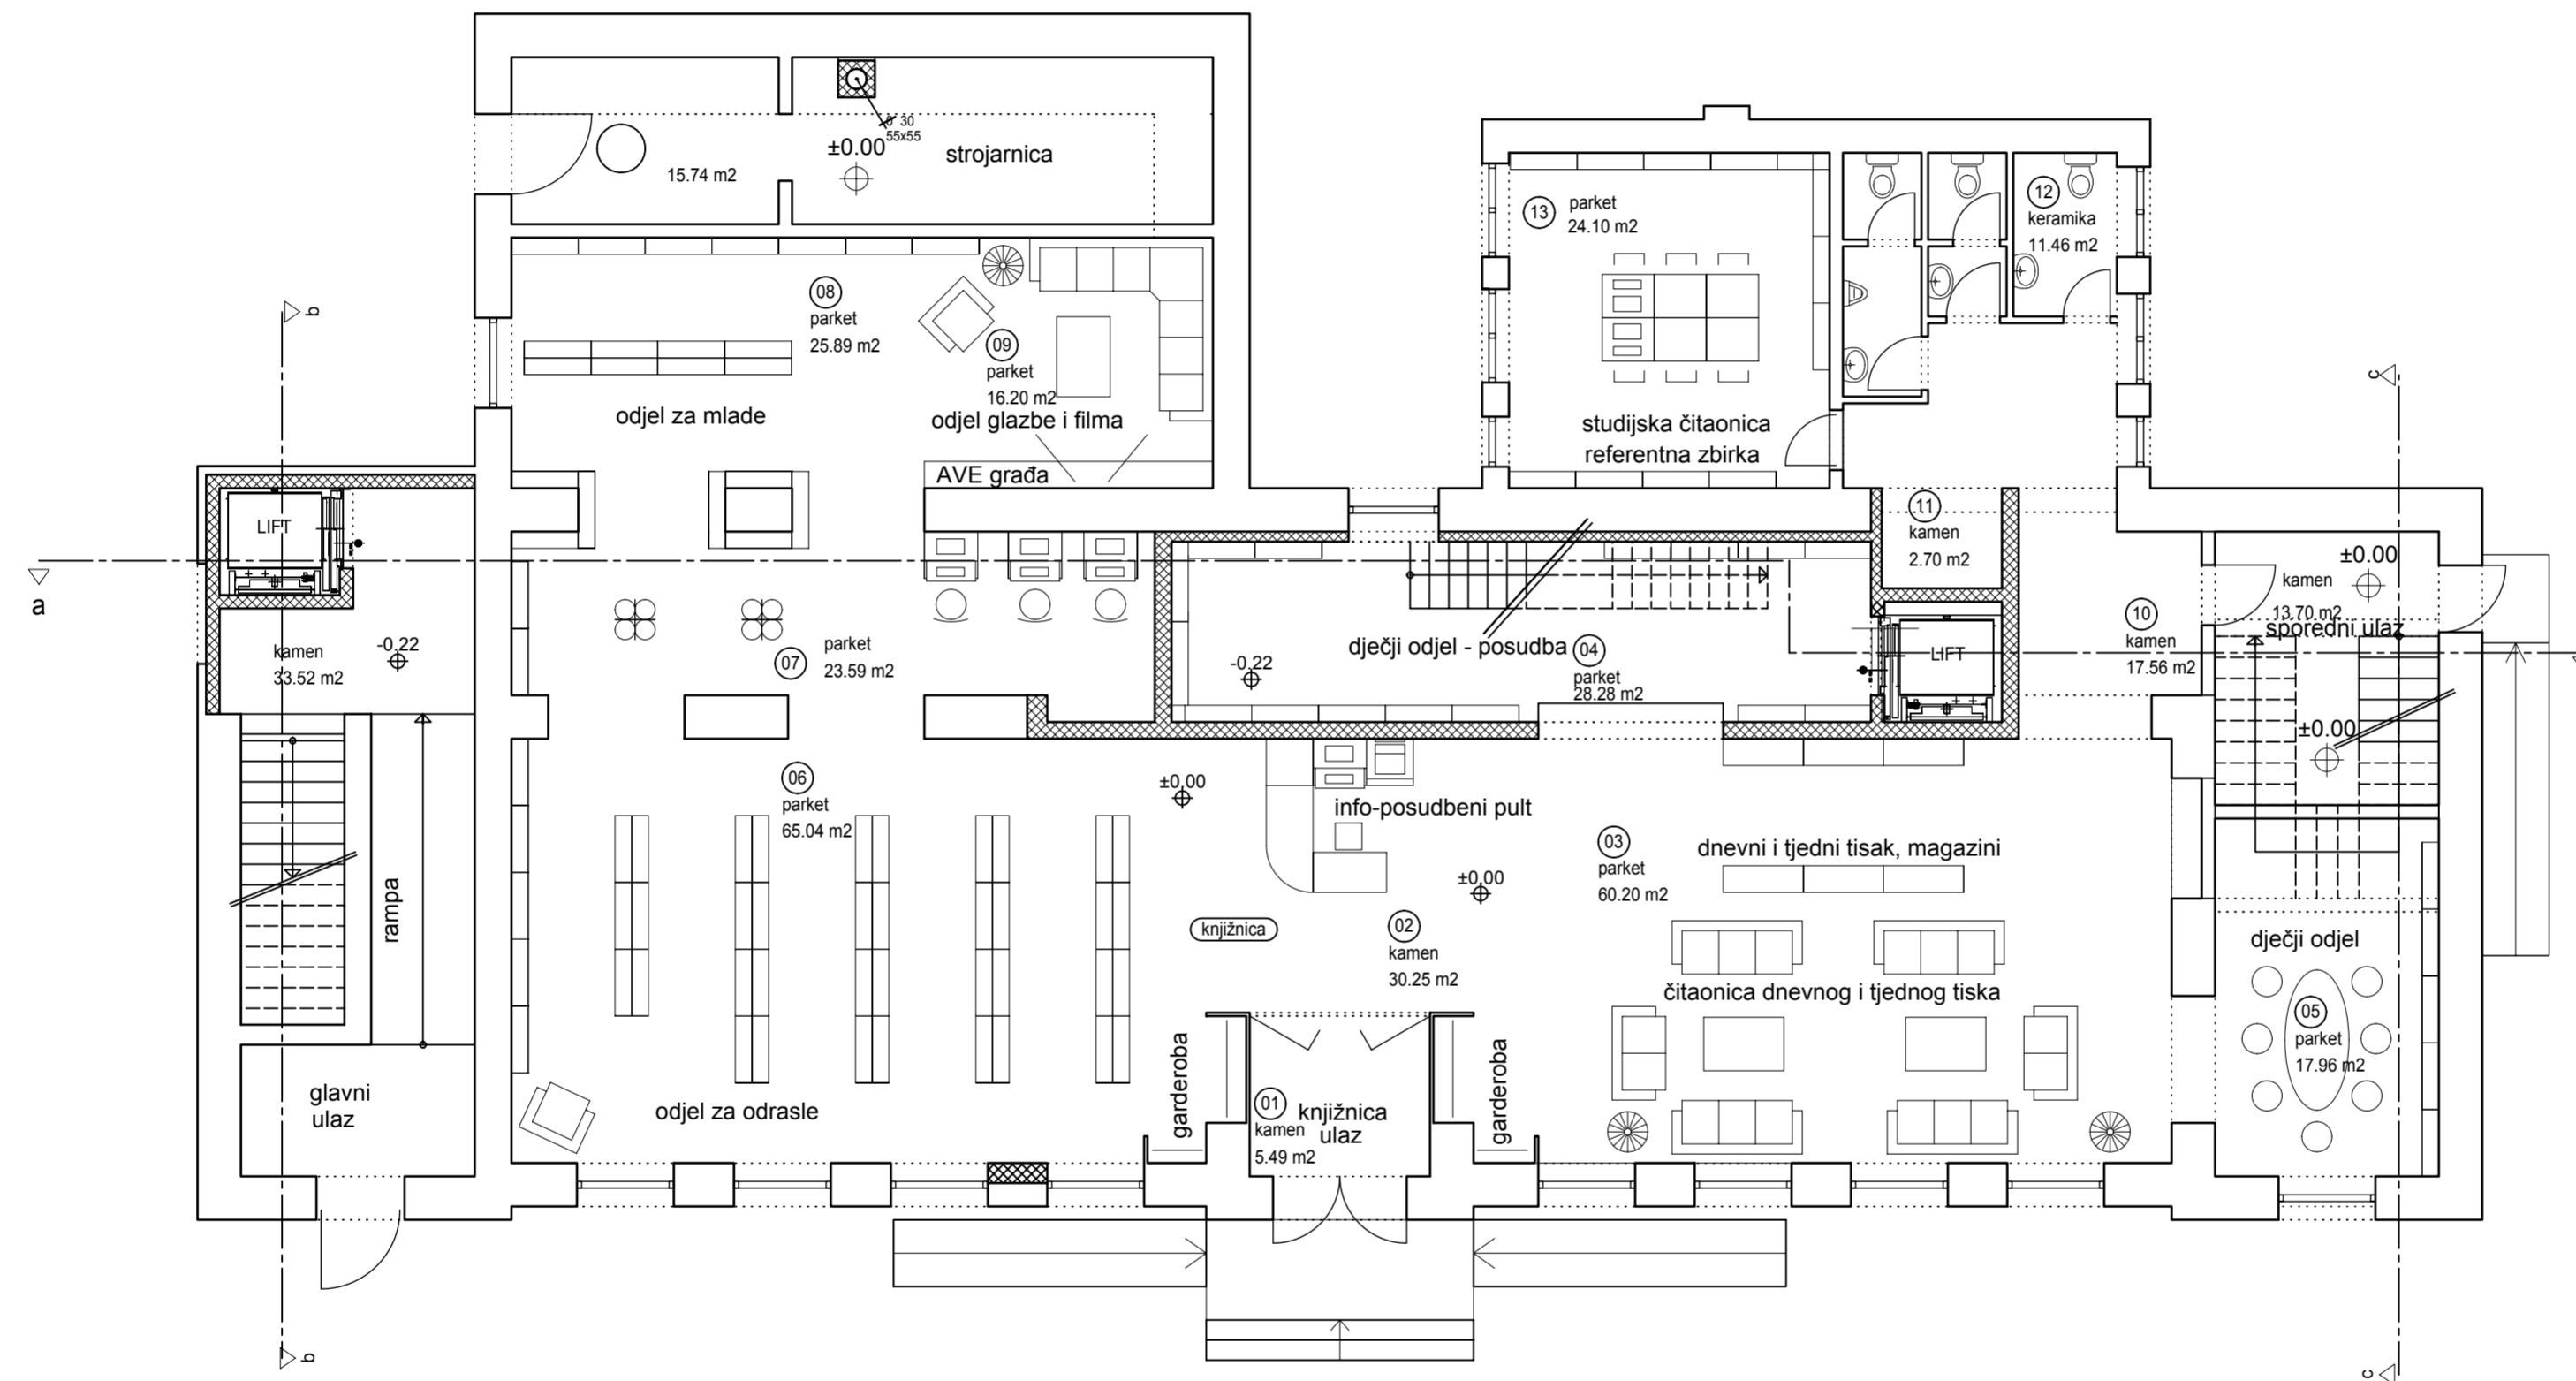 ø 30
55x55
±0.00
strojarnica
15.74 m2
13
parket
24.10 m2
12
keramika
11.46 m2
b
08
parket
25.89 m2
09
parket
16.20 m2
odjel za mlade
odjel glazbe i filma
AVE građa
studijska čitaonica
referentna zbirka
c
LIFT
11
kamen
2.70 m2
±0.00
kamen
13.70 m2
sporedni ulaz
a
-0.22
kamen
33.52 m2
07
parket
23.59 m2
dječji odjel - posudba
-0.22
04
parket
28.28 m2
LIFT
10
kamen
17.56 m2
±0.00
06
parket
65.04 m2
±0.00
info-posudbeni pult
03
parket
60.20 m2
dnevni i tjedni tisak, magazini
±0.00
rampa
knjižnica
02
kamen
30.25 m2
dječji odjel
čitaonica dnevnog i tjednog tiska
05
parket
17.96 m2
glavni
ulaz
odjel za odrasle
garderoba
01
kamen
5.49 m2
knjižnica
ulaz
garderoba
b
c